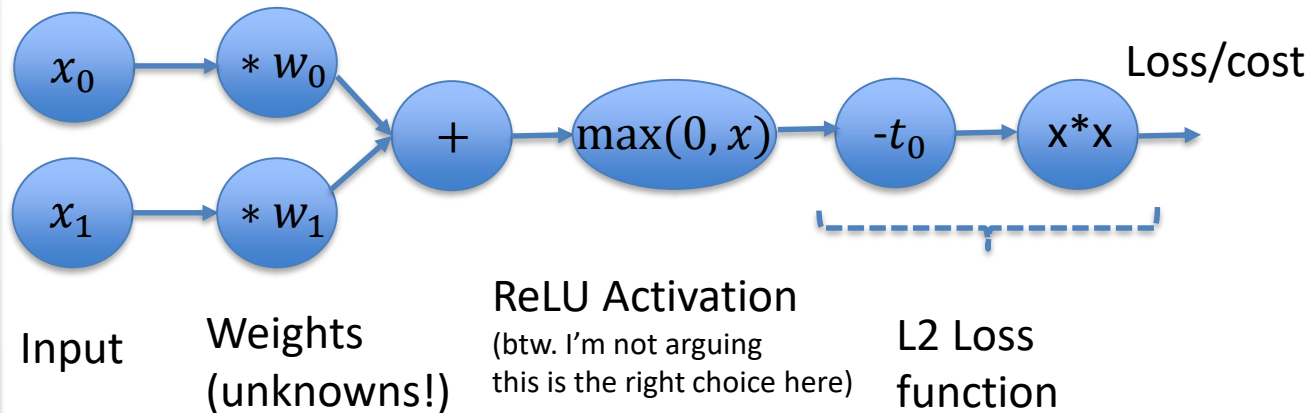 x₀
* w₀
x₁
* w₁
+
max(0, x)
-t₀
x*x
Loss/cost
Input
Weights
(unknowns!)
ReLU Activation
(btw. I’m not arguing
this is the right choice here)
L2 Loss
function